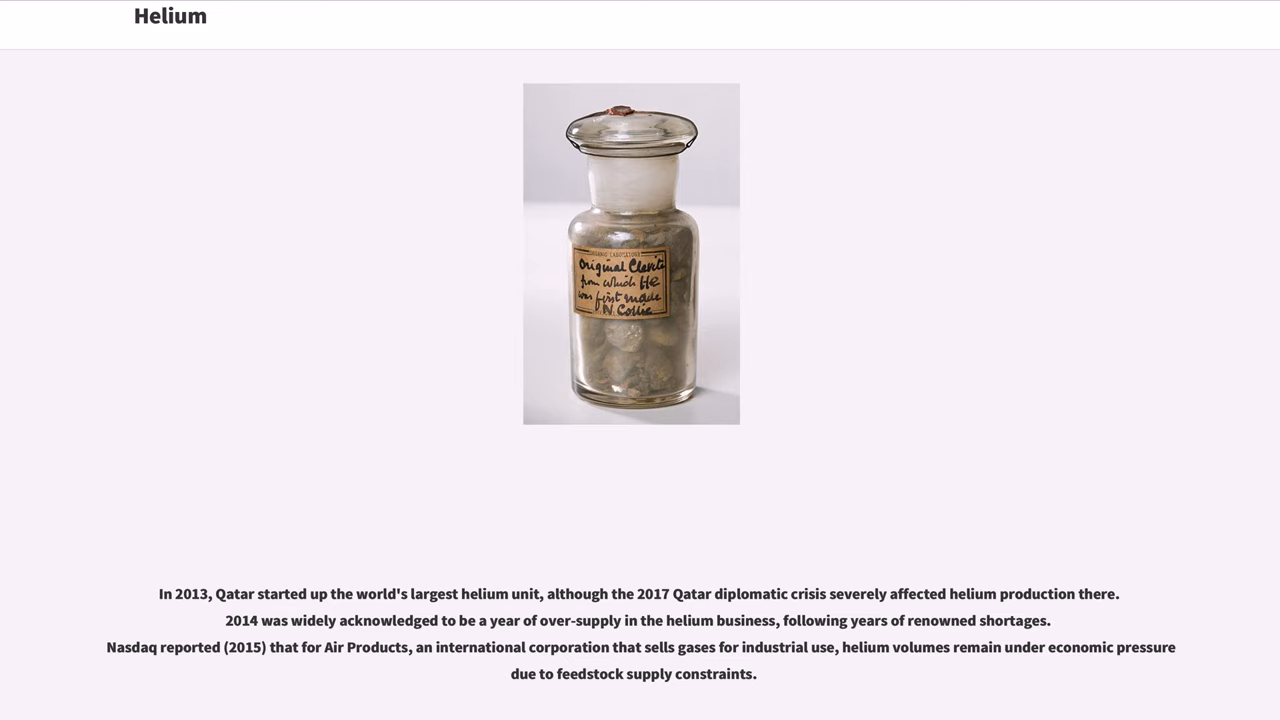 Helium
Original Cleveite
from which He
was first made
N Collie
In 2013, Qatar started up the world's largest helium unit, although the 2017 Qatar diplomatic crisis severely affected helium production there.
2014 was widely acknowledged to be a year of over-supply in the helium business, following years of renowned shortages.
Nasdaq reported (2015) that for Air Products, an international corporation that sells gases for industrial use, helium volumes remain under economic pressure
due to feedstock supply constraints.